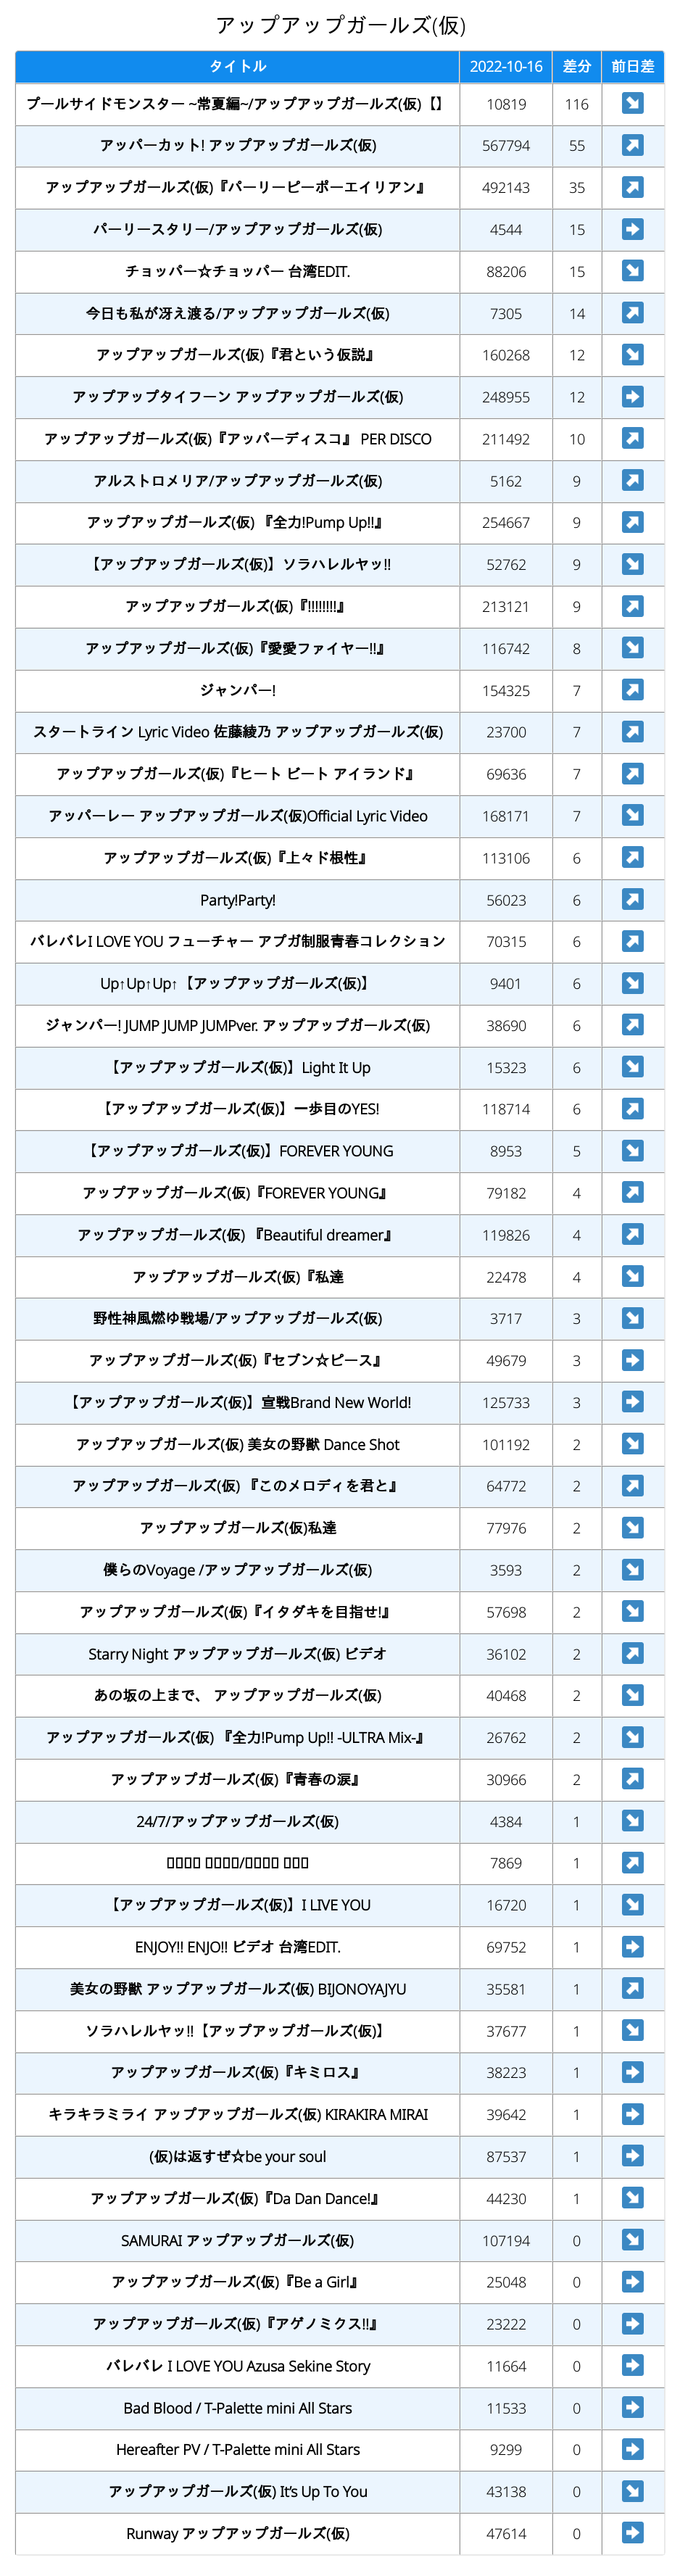 アップアップガールズ(仮)
タイトル 2022-10-16 差分 前日差
プールサイドモンスター ~常夏編~/アップアップガールズ(仮)【】 10819 116
アッパーカット! アップアップガールズ(仮) 567794 55
アップアップガールズ(仮)『パーリーピーポーエイリアン』 492143 35
パーリースタリー/アップアップガールズ(仮) 4544 15
チョッパー☆チョッパー 台湾EDIT. 88206 15
今日も私が冴え渡る/アップアップガールズ(仮) 7305 14
アップアップガールズ(仮)『君という仮説』 160268 12
アップアップタイフーン アップアップガールズ(仮) 248955 12
アップアップガールズ(仮)『アッパーディスコ』 PER DISCO 211492 10
アルストロメリア/アップアップガールズ(仮) 5162 9
アップアップガールズ(仮) 『全力!Pump Up!!』 254667 9
【アップアップガールズ(仮)】ソラハレルヤッ!! 52762 9
アップアップガールズ(仮)『!!!!!!!!』 213121 9
アップアップガールズ(仮)『愛愛ファイヤー!!』 116742 8
ジャンパー! 154325 7
スタートライン Lyric Video 佐藤綾乃 アップアップガールズ(仮) 23700 7
アップアップガールズ(仮)『ヒート ビート アイランド』 69636 7
アッパーレー アップアップガールズ(仮)Official Lyric Video 168171 7
アップアップガールズ(仮)『上々ド根性』 113106 6
Party!Party! 56023 6
バレバレI LOVE YOU フューチャー アプガ制服青春コレクション 70315 6
Up↑Up↑Up↑【アップアップガールズ(仮)】 9401 6
ジャンパー! JUMP JUMP JUMPver. アップアップガールズ(仮) 38690 6
【アップアップガールズ(仮)】Light It Up 15323 6
【アップアップガールズ(仮)】一歩目のYES! 118714 6
【アップアップガールズ(仮)】FOREVER YOUNG 8953 5
アップアップガールズ(仮)『FOREVER YOUNG』 79182 4
アップアップガールズ(仮) 『Beautiful dreamer』 119826 4
アップアップガールズ(仮)『私達 22478 4
野性神風燃ゆ戦場/アップアップガールズ(仮) 3717 3
アップアップガールズ(仮)『セブン☆ピース』 49679 3
【アップアップガールズ(仮)】宣戦Brand New World! 125733 3
アップアップガールズ(仮) 美女の野獣 Dance Shot 101192 2
アップアップガールズ(仮) 『このメロディを君と』 64772 2
アップアップガールズ(仮)私達 77976 2
僕らのVoyage /アップアップガールズ(仮) 3593 2
アップアップガールズ(仮)『イタダキを目指せ!』 57698 2
Starry Night アップアップガールズ(仮) ビデオ 36102 2
あの坂の上まで、 アップアップガールズ(仮) 40468 2
アップアップガールズ(仮) 『全力!Pump Up!! -ULTRA Mix-』 26762 2
アップアップガールズ(仮)『青春の涙』 30966 2
24/7/アップアップガールズ(仮) 4384 1
▯▯▯▯ ▯▯▯▯/▯▯▯▯ ▯▯▯ 7869 1
【アップアップガールズ(仮)】I LIVE YOU 16720 1
ENJOY!! ENJO!! ビデオ 台湾EDIT. 69752 1
美女の野獣 アップアップガールズ(仮) BIJONOYAJYU 35581 1
ソラハレルヤッ!!【アップアップガールズ(仮)】 37677 1
アップアップガールズ(仮)『キミロス』 38223 1
キラキラミライ アップアップガールズ(仮) KIRAKIRA MIRAI 39642 1
(仮)は返すぜ☆be your soul 87537 1
アップアップガールズ(仮)『Da Dan Dance!』 44230 1
SAMURAI アップアップガールズ(仮) 107194 0
アップアップガールズ(仮)『Be a Girl』 25048 0
アップアップガールズ(仮)『アゲノミクス!!』 23222 0
バレバレ I LOVE YOU Azusa Sekine Story 11664 0
Bad Blood / T-Palette mini All Stars 11533 0
Hereafter PV / T-Palette mini All Stars 9299 0
アップアップガールズ(仮) It's Up To You 43138 0
Runway アップアップガールズ(仮) 47614 0